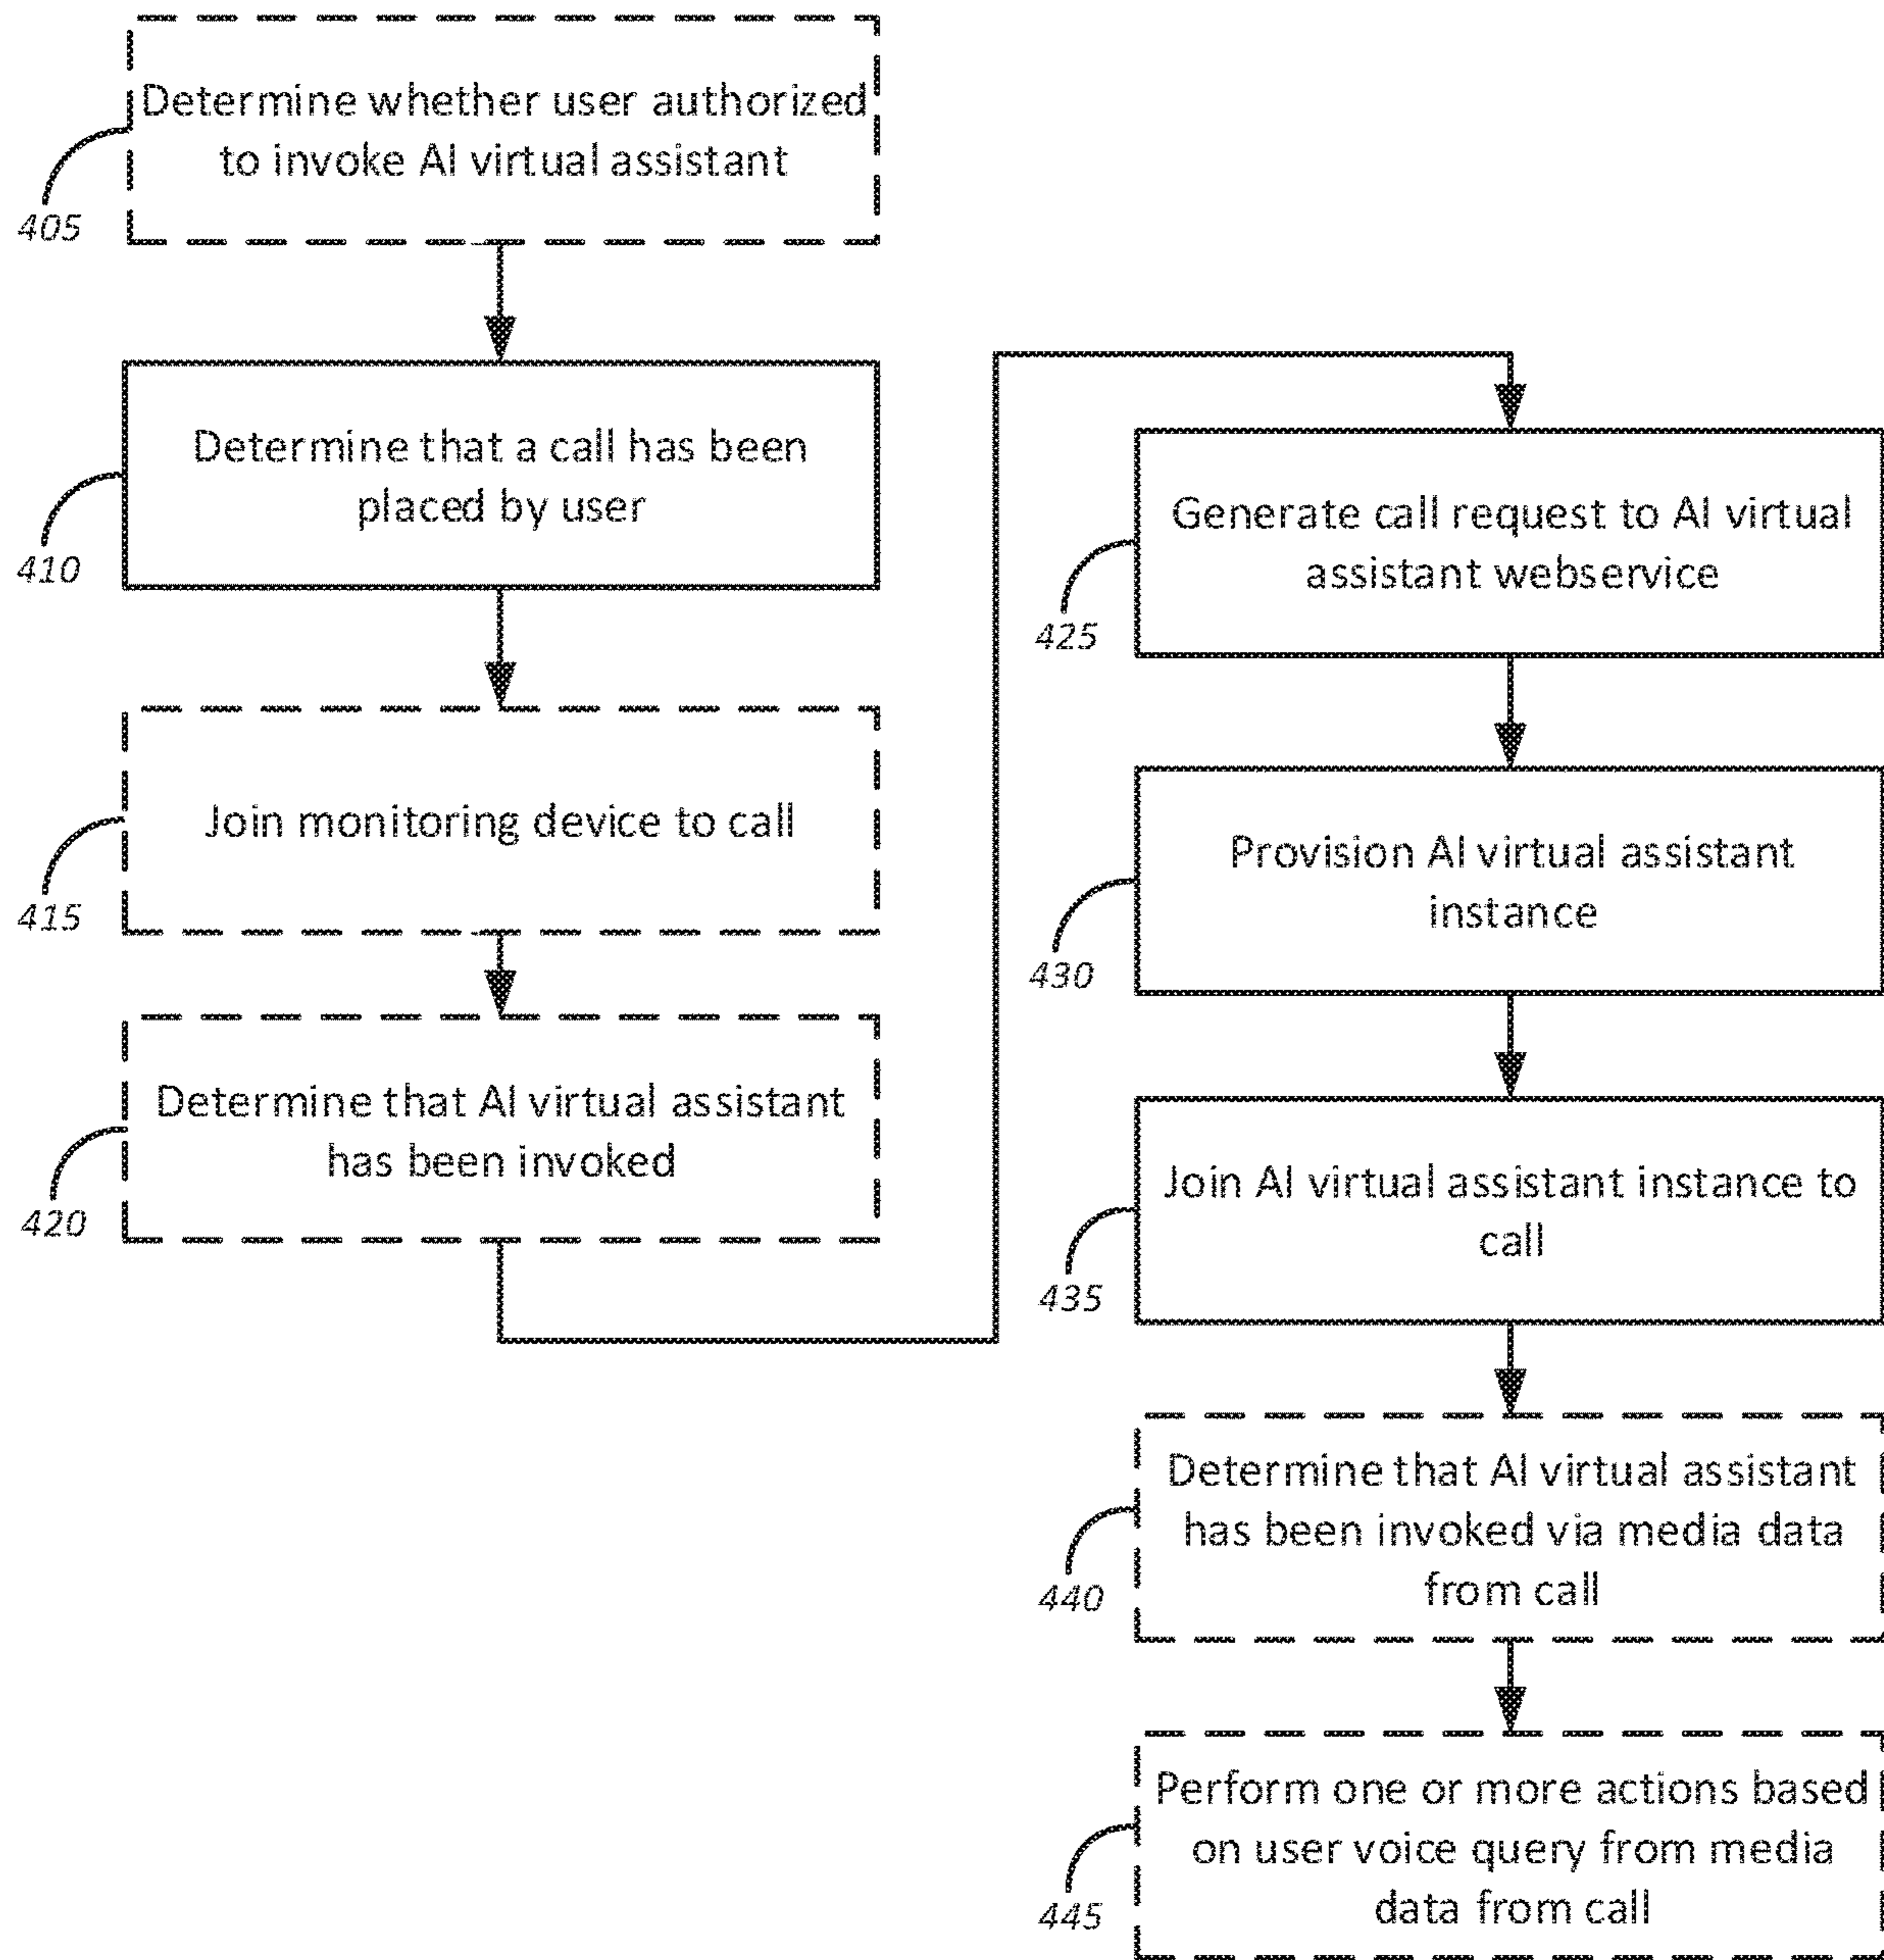 Determine whether user authorized
to invoke AI virtual assistant
405
Determine that a call has been
placed by user
410
Join monitoring device to call
415
Determine that AI virtual assistant
has been invoked
420
Generate call request to AI virtual
assistant webservice
425
Provision AI virtual assistant
instance
430
Join AI virtual assistant instance to
call
435
Determine that AI virtual assistant
has been invoked via media data
from call
440
Perform one or more actions based
on user voice query from media
data from call
445